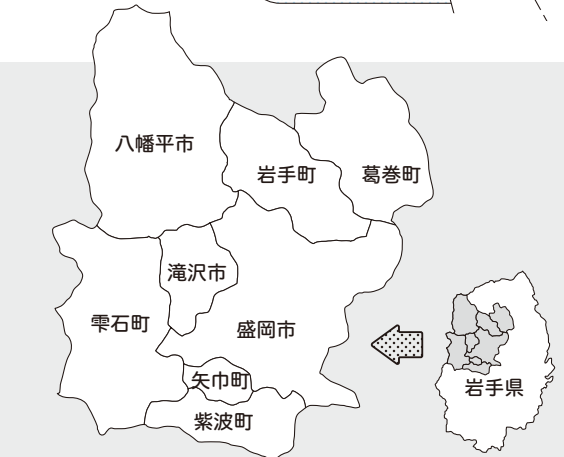 八幡平市
岩手町
葛巻町
滝沢市
雫石町
盛岡市
矢巾町
紫波町
岩手県